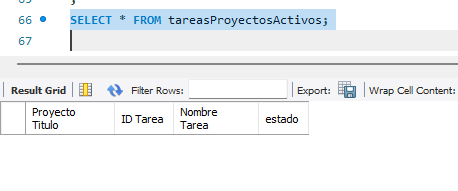 65
;
66 SELECT * FROM tareasProyectosActivos;
67
Result Grid Filter Rows: Export: Wrap Cell Content:
Proyecto
Titulo
ID Tarea
Nombre
Tarea
estado